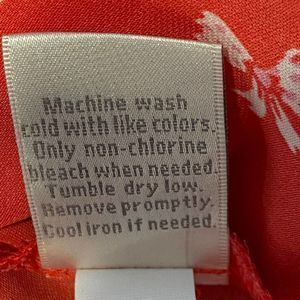 Machine wash
cold with like colors.
Only non-chlorine
bleach when needed.
Tumble dry low.
Remove promptly.
Cool iron if needed.